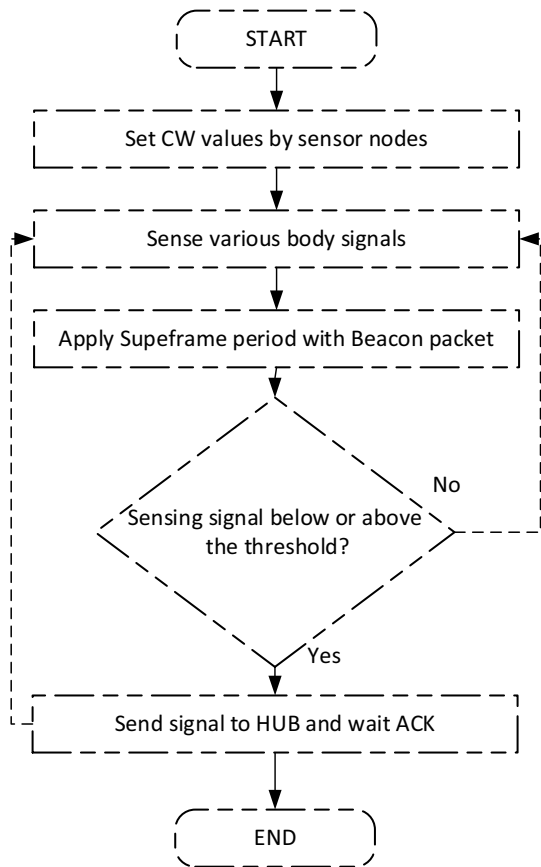 START
Set CW values by sensor nodes
Sense various body signals
Apply Supeframe period with Beacon packet
No
Sensing signal below or above
the threshold?
Yes
Send signal to HUB and wait ACK
END